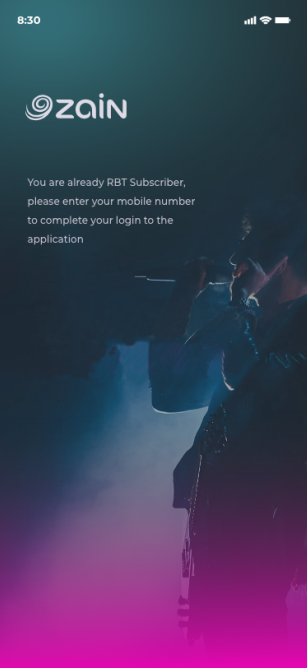 8:30
zain
You are already RBT Subscriber,
please enter your mobile number
to complete your login to the
application